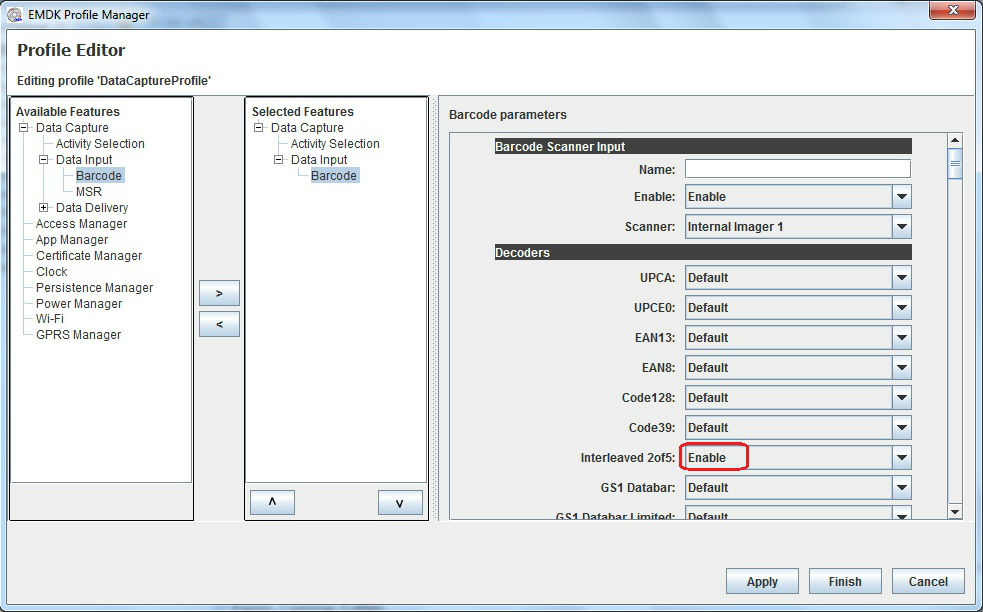 EMDK Profile Manager
Profile Editor
Editing profile 'DataCaptureProfile'
Available Features
Data Capture
Activity Selection
Data Input
Barcode
MSR
Data Delivery
Access Manager
App Manager
Certificate Manager
Clock
Persistence Manager
Power Manager
Wi-Fi
GPRS Manager
>
<
Selected Features
Data Capture
Activity Selection
Data Input
Barcode
^
v
Barcode parameters
Barcode Scanner Input
Name:
Enable: Enable
Scanner: Internal Imager 1
Decoders
UPCA: Default
UPCE0: Default
EAN13: Default
EAN8: Default
Code128: Default
Code39: Default
Interleaved 2of5: Enable
GS1 Databar: Default
GS1 Databar Limited: Default
Apply Finish Cancel